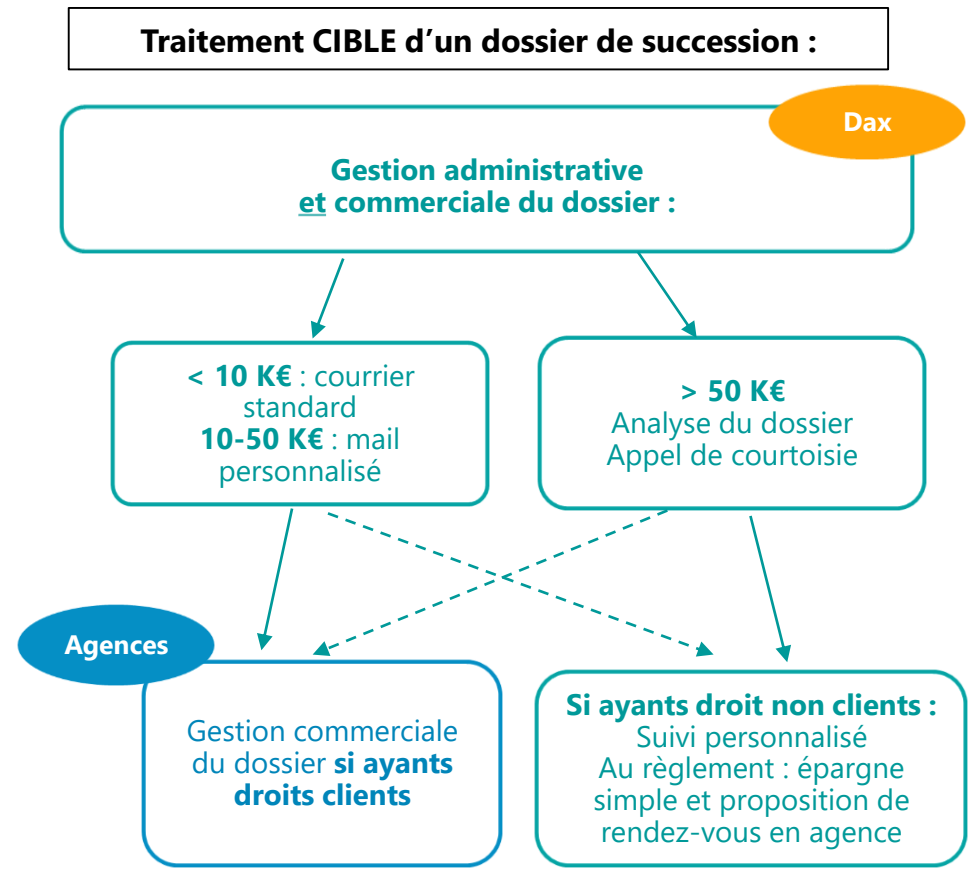 Traitement CIBLE d’un dossier de succession :
Dax
Gestion administrative
et commerciale du dossier :
< 10 K€ : courrier
standard
10-50 K€ : mail
personnalisé
> 50 K€
Analyse du dossier
Appel de courtoisie
Agences
Gestion commerciale
du dossier si ayants
droits clients
Si ayants droit non clients :
Suivi personnalisé
Au règlement : épargne
simple et proposition de
rendez-vous en agence